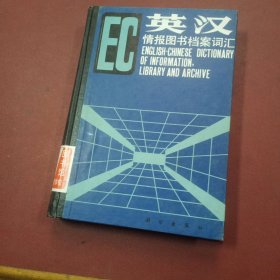 EC
英汉
情报图书档案词汇
ENGLISH-CHINESE DICTIONARY
OF INFORMATION,
LIBRARY AND ARCHIVE